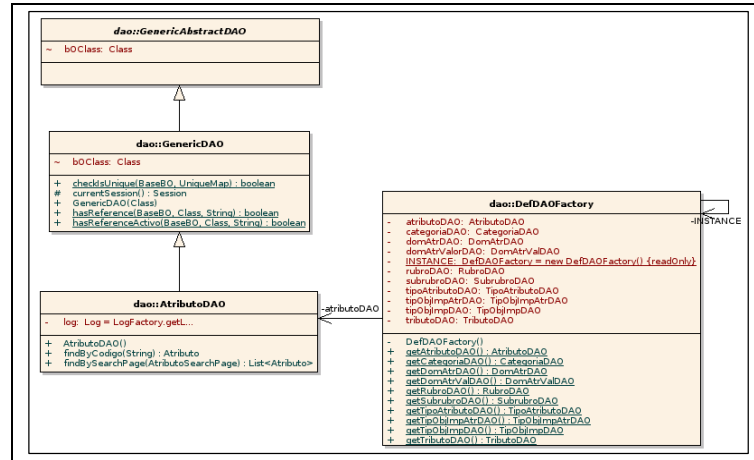 dao::GenericAbstractDAO
~ bOClass: Class
dao::GenericDAO
~ bOClass: Class
+ checkIsUnique(BaseBO, UniqueMap) : boolean
# currentSession() : Session
+ GenericDAO(Class)
+ hasReference(BaseBO, Class, String) : boolean
+ hasReferenceActivo(BaseBO, Class, String) : boolean
dao::AtributoDAO
- log: Log = LogFactory.getL...
+ AtributoDAO()
+ findByCodigo(String) : Atributo
+ findBySearchPage(AtributoSearchPage) : List<Atributo>
-atributoDAO
dao::DefDAOFactory
- atributoDAO: AtributoDAO
- categoriaDAO: CategoriaDAO
- domAtrDAO: DomAtrDAO
- domAtrValorDAO: DomAtrValDAO
- INSTANCE: DefDAOFactory = new DefDAOFactory() {readOnly}
- rubroDAO: RubroDAO
- subrubroDAO: SubrubroDAO
- tipoAtributoDAO: TipoAtributoDAO
- tipObjImpAtrDAO: TipObjImpAtrDAO
- tipObjImpDAO: TipObjImpDAO
- tributoDAO: TributoDAO
- DefDAOFactory()
+ getAtributoDAO() : AtributoDAO
+ getCategoriaDAO() : CategoriaDAO
+ getDomAtrDAO() : DomAtrDAO
+ getDomAtrValDAO() : DomAtrValDAO
+ getRubroDAO() : RubroDAO
+ getSubrubroDAO() : SubrubroDAO
+ getTipoAtributoDAO() : TipoAtributoDAO
+ getTipObjImpAtrDAO() : TipObjImpAtrDAO
+ getTipObjImpDAO() : TipObjImpDAO
+ getTributoDAO() : TributoDAO
-INSTANCE